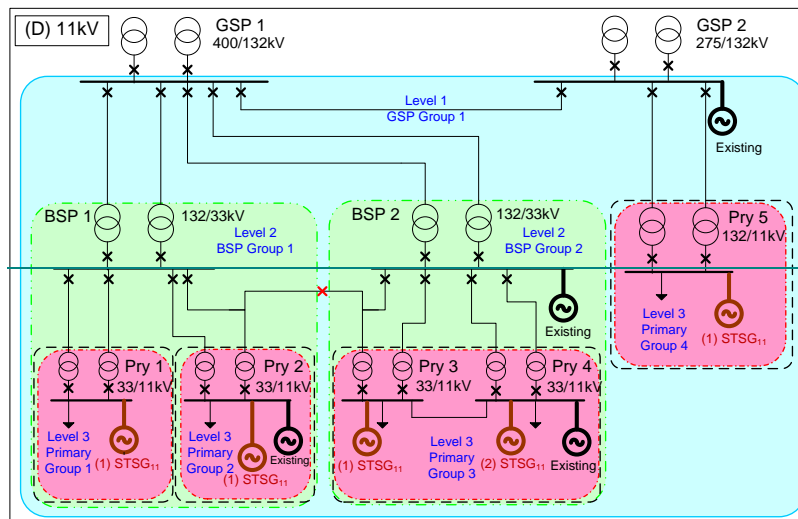 (D) 11kV
GSP 1
400/132kV
GSP 2
275/132kV
Level 1
GSP Group 1
Existing
BSP 1
132/33kV
Level 2
BSP Group 1
BSP 2
132/33kV
Level 2
BSP Group 2
Pry 5
132/11kV
Existing
Level 3
Primary
Group 4
(1) STSG11
Pry 1
33/11kV
Pry 2
33/11kV
Pry 3
33/11kV
Pry 4
33/11kV
Level 3
Primary
Group 1
(1) STSG11
Level 3
Primary
Group 2
(1) STSG11
Existing
(1) STSG11
Level 3
Primary
Group 3
(2) STSG11
Existing